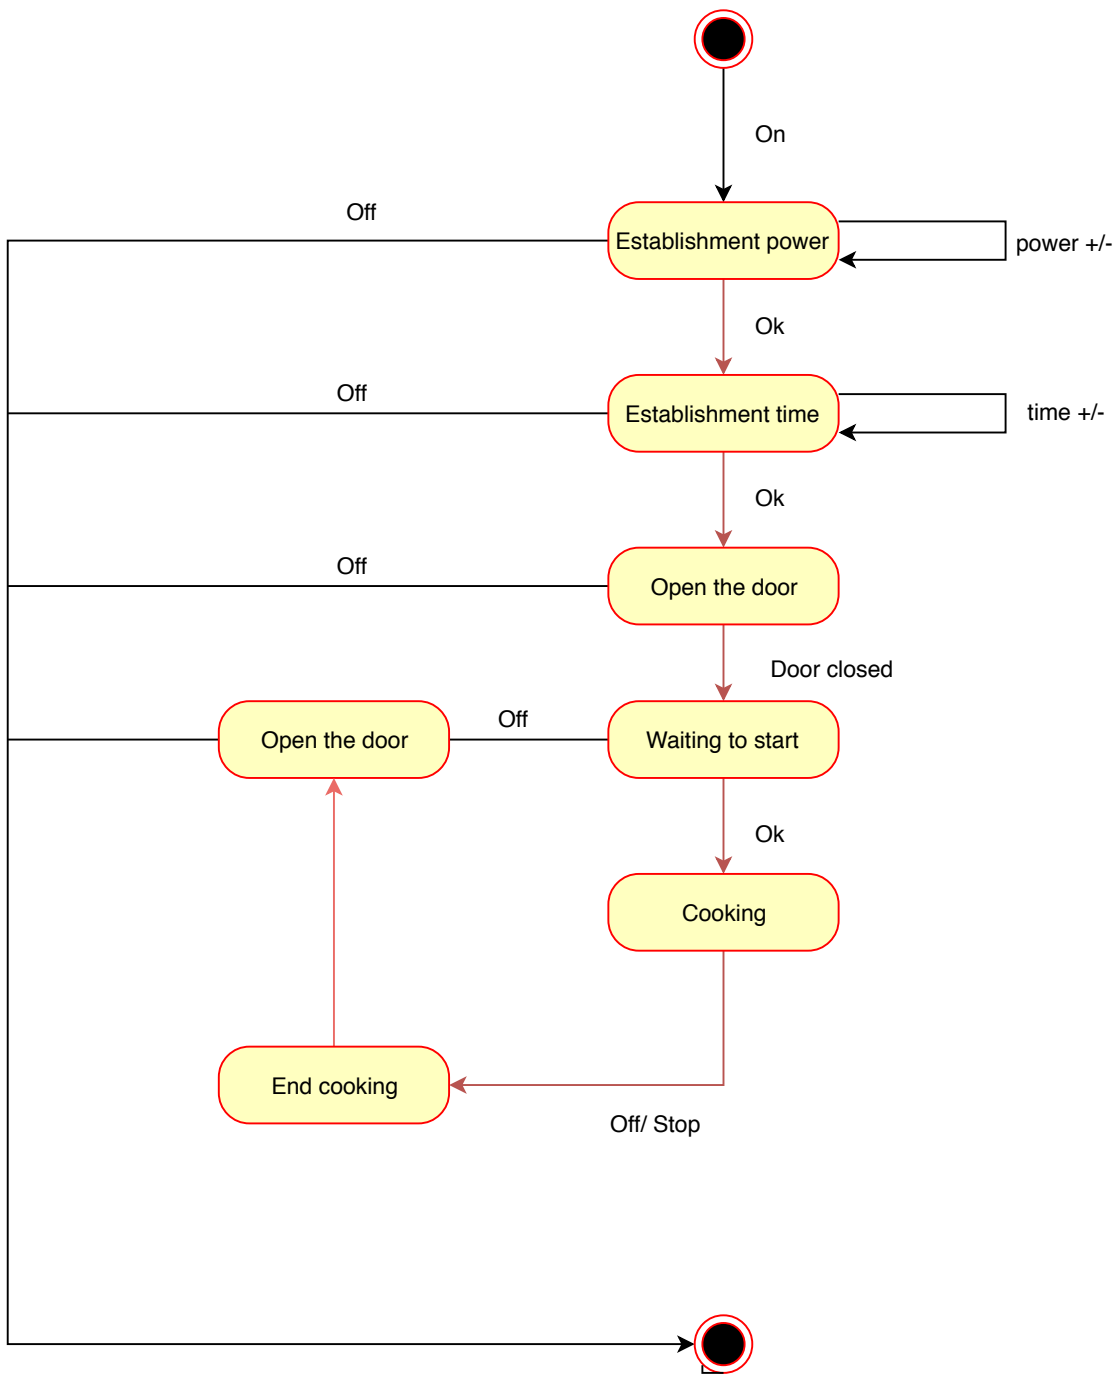 On
Off
Establishment power
power +/-
Ok
Off
Establishment time
time +/-
Ok
Off
Open the door
Door closed
Open the door
Off
Waiting to start
Ok
Cooking
End cooking
Off/ Stop